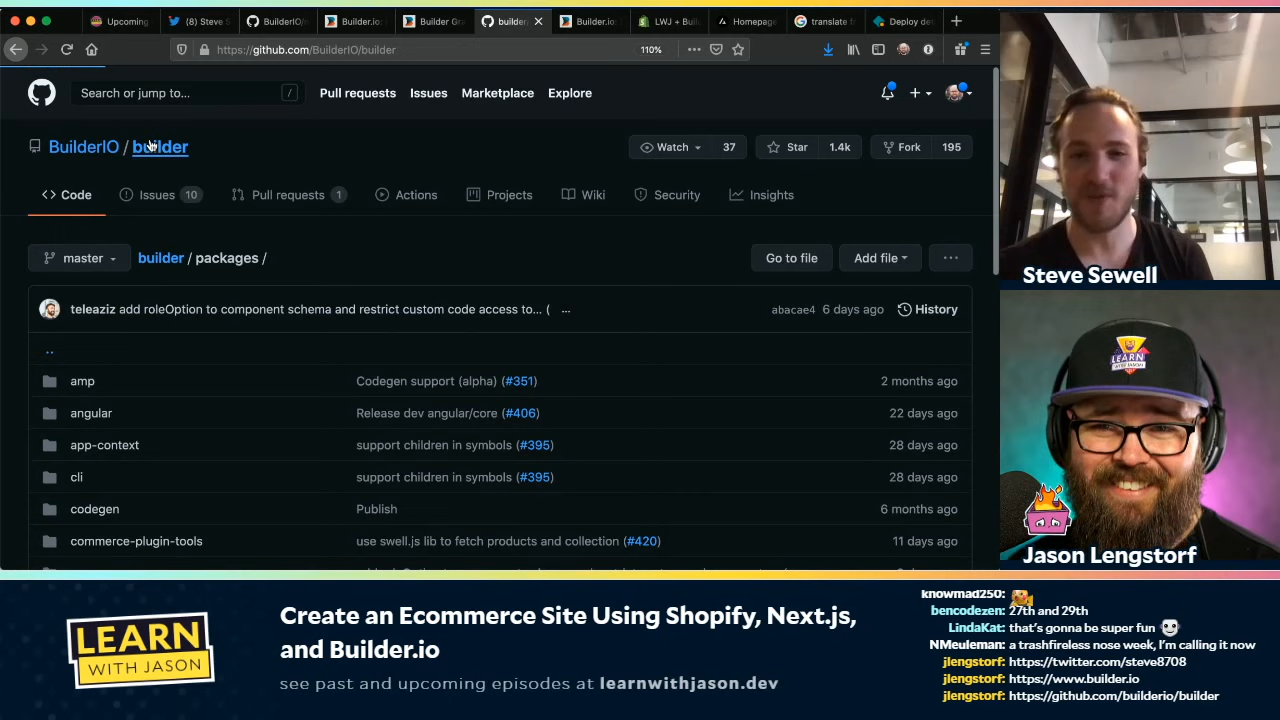 Upcoming
(8) Steve S
BuilderIO/
Builder.io:
Builder Gra
builder
Builder.io:
LWJ + Buil
Homepage
translate f
Deploy de
https://github.com/BuilderIO/builder
110%
Search or jump to...
/
Pull requests
Issues
Marketplace
Explore
BuilderIO / builder
Watch 37
Star 1.4k
Fork 195
Code
Issues 10
Pull requests 1
Actions
Projects
Wiki
Security
Insights
master
builder / packages /
Go to file
Add file
teleaziz add roleOption to component schema and restrict custom code access to... ( ...
abacae4 6 days ago
History
..
amp Codegen support (alpha) (#351) 2 months ago
angular Release dev angular/core (#406) 22 days ago
app-context support children in symbols (#395) 28 days ago
cli support children in symbols (#395) 28 days ago
codegen Publish 6 months ago
commerce-plugin-tools use swell.js lib to fetch products and collection (#420) 11 days ago
Steve Sewell
LEARN
Jason Lengstorf
LEARN
WITH JASON
Create an Ecommerce Site Using Shopify, Next.js,
and Builder.io
see past and upcoming episodes at learnwithjason.dev
knowmad250:
bencodezen: 27th and 29th
LindaKat: that's gonna be super fun
NMeuleman: a trashfireless nose week, I'm calling it now
jlengstorf: https://twitter.com/steve8708
jlengstorf: https://www.builder.io
jlengstorf: https://github.com/builderio/builder